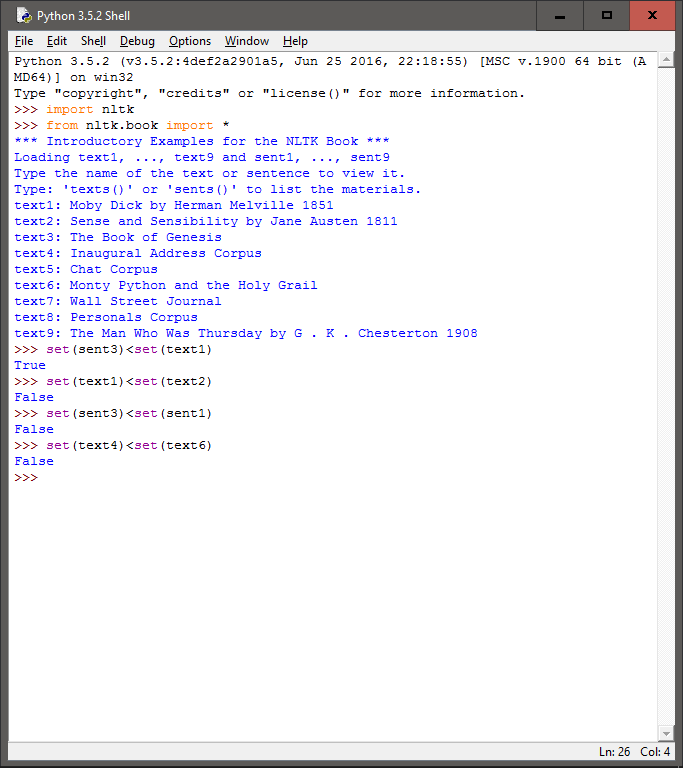 Python 3.5.2 Shell
File Edit Shell Debug Options Window Help
Python 3.5.2 (v3.5.2:4def2a2901a5, Jun 25 2016, 22:18:55) [MSC v.1900 64 bit (A
MD64)] on win32
Type "copyright", "credits" or "license()" for more information.
>>> import nltk
>>> from nltk.book import *
*** Introductory Examples for the NLTK Book ***
Loading text1, ..., text9 and sent1, ..., sent9
Type the name of the text or sentence to view it.
Type: 'texts()' or 'sents()' to list the materials.
text1: Moby Dick by Herman Melville 1851
text2: Sense and Sensibility by Jane Austen 1811
text3: The Book of Genesis
text4: Inaugural Address Corpus
text5: Chat Corpus
text6: Monty Python and the Holy Grail
text7: Wall Street Journal
text8: Personals Corpus
text9: The Man Who Was Thursday by G . K . Chesterton 1908
>>> set(sent3)<set(text1)
True
>>> set(text1)<set(text2)
False
>>> set(sent3)<set(sent1)
False
>>> set(text4)<set(text6)
False
>>>
Ln: 26 Col: 4